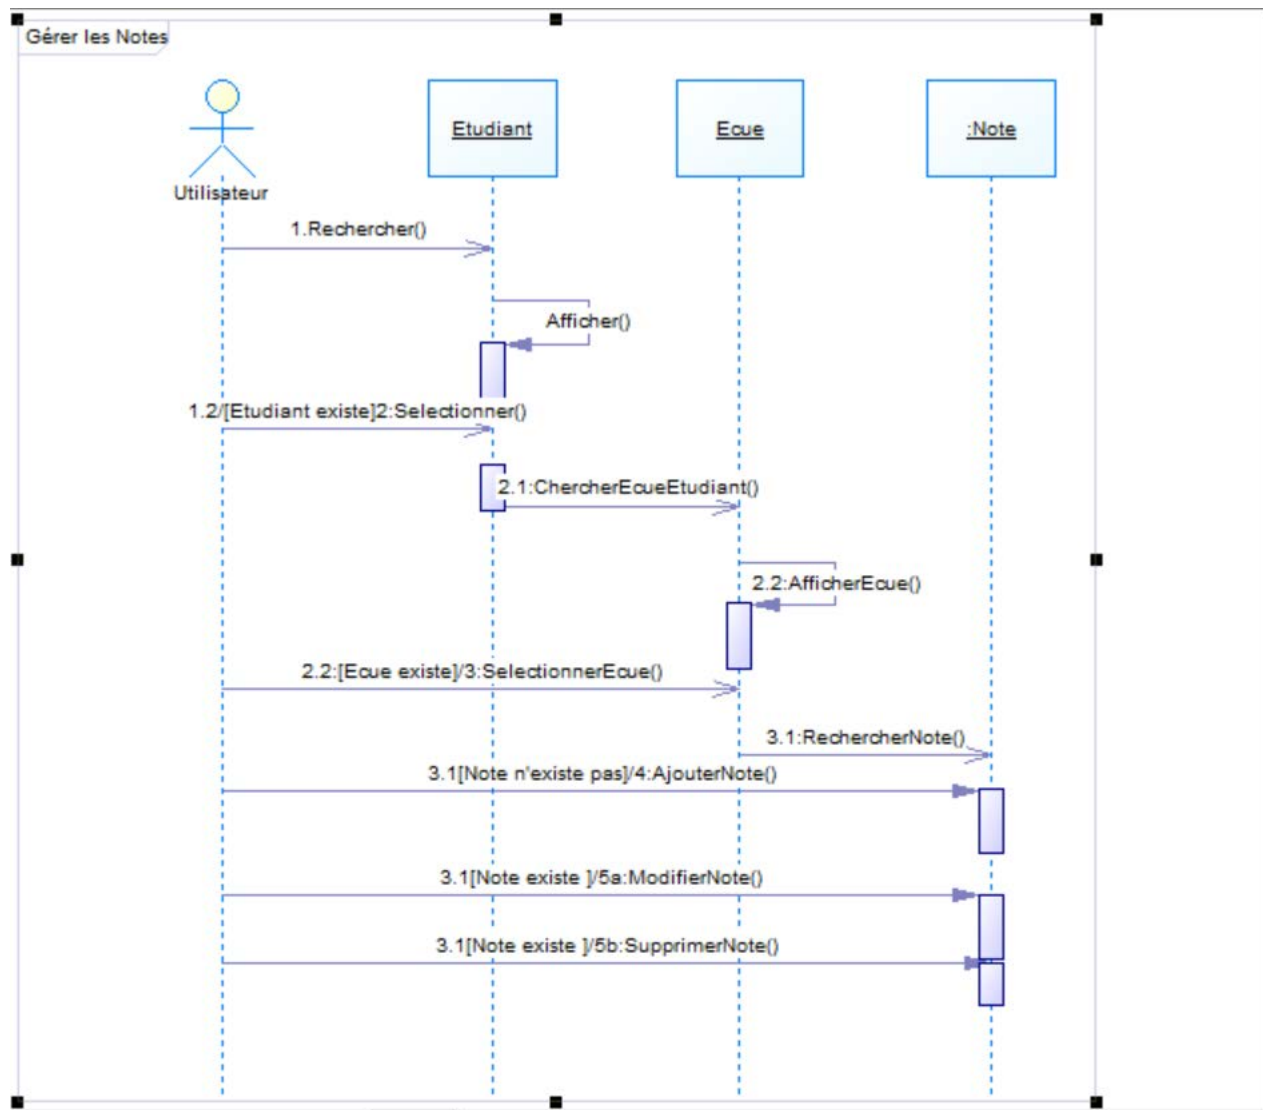 Gérer les Notes
Etudiant
Ecue
:Note
Utilisateur
1.Rechercher()
Afficher()
1.2/[Etudiant existe]2:Selectionner()
2.1:ChercherEcueEtudiant()
2.2:AfficherEcue()
2.2:[Ecue existe]/3:SelectionnerEcue()
3.1:RechercherNote()
3.1[Note n'existe pas]/4:AjouterNote()
3.1[Note existe ]/5a:ModifierNote()
3.1[Note existe ]/5b:SupprimerNote()